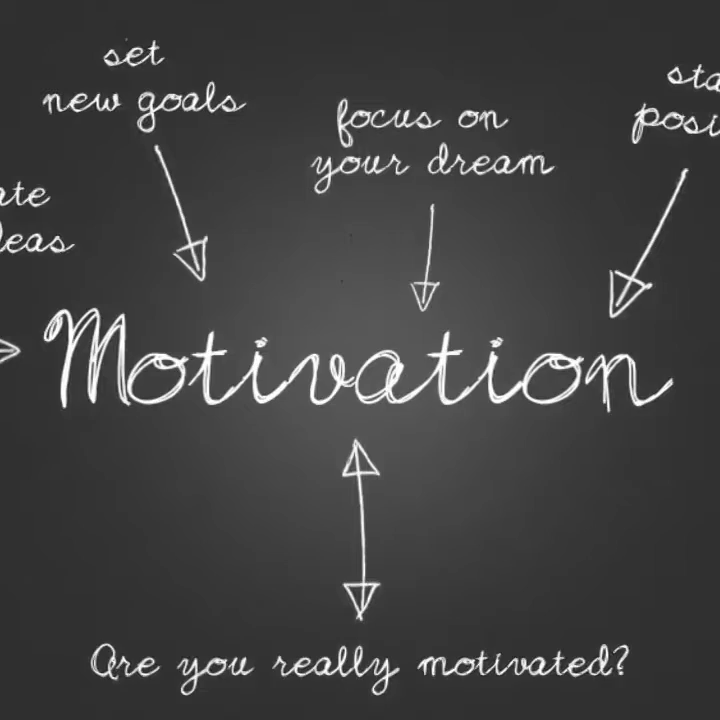 set
new goals
focus on
your dream
Motivation
Are you really motivated?